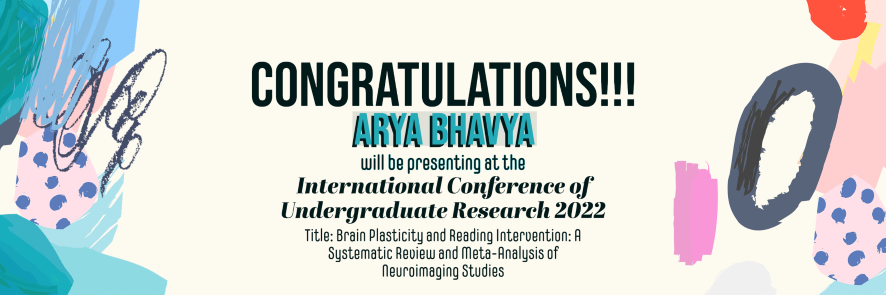 CONGRATULATIONS!!!
ARYA BHAVYA
will be presenting at the
International Conference of
Undergraduate Research 2022
Title: Brain Plasticity and Reading Intervention: A
Systematic Review and Meta-Analysis of
Neuroimaging Studies